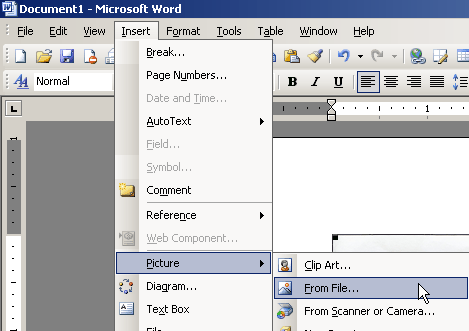 Document1 - Microsoft Word
File Edit View Insert Format Tools Table Window Help
Normal
B I U
Break...
Page Numbers...
Date and Time...
AutoText
Field...
Symbol...
Comment
Reference
Web Component...
Picture
Diagram...
Text Box
File...
1
Clip Art...
From File...
From Scanner or Camera...